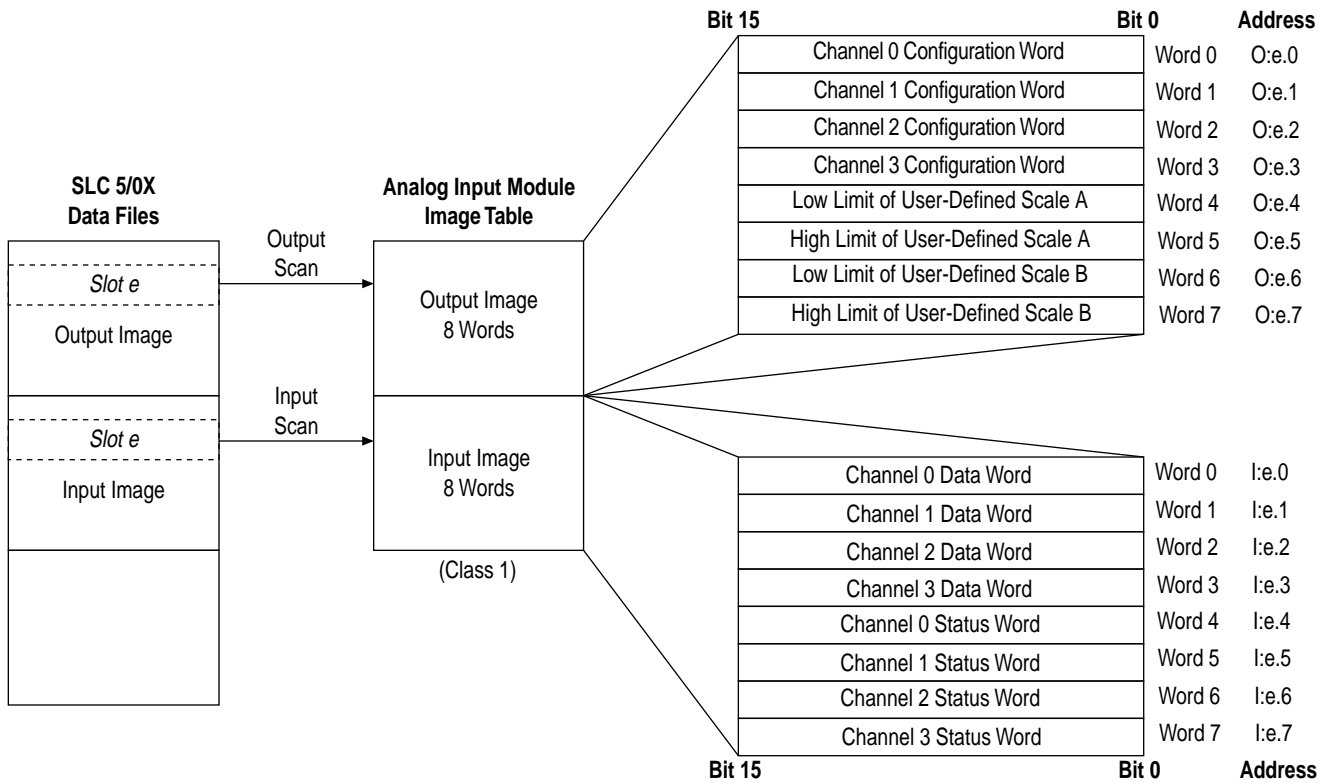 Bit 15 Bit 0 Address
Channel 0 Configuration Word Word 0 O:e.0
Channel 1 Configuration Word Word 1 O:e.1
Channel 2 Configuration Word Word 2 O:e.2
Channel 3 Configuration Word Word 3 O:e.3
Low Limit of User-Defined Scale A Word 4 O:e.4
High Limit of User-Defined Scale A Word 5 O:e.5
Low Limit of User-Defined Scale B Word 6 O:e.6
High Limit of User-Defined Scale B Word 7 O:e.7
SLC 5/0X
Data Files
Slot e
Output Image
Slot e
Input Image
Output
Scan
Input
Scan
Analog Input Module
Image Table
Output Image
8 Words
Input Image
8 Words
(Class 1)
Channel 0 Data Word Word 0 I:e.0
Channel 1 Data Word Word 1 I:e.1
Channel 2 Data Word Word 2 I:e.2
Channel 3 Data Word Word 3 I:e.3
Channel 0 Status Word Word 4 I:e.4
Channel 1 Status Word Word 5 I:e.5
Channel 2 Status Word Word 6 I:e.6
Channel 3 Status Word Word 7 I:e.7
Bit 15 Bit 0 Address